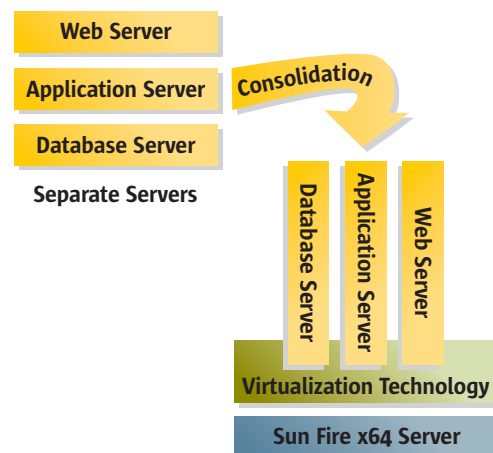 Web Server
Application Server
Consolidation
Database Server
Separate Servers
Database Server
Application Server
Web Server
Virtualization Technology
Sun Fire x64 Server